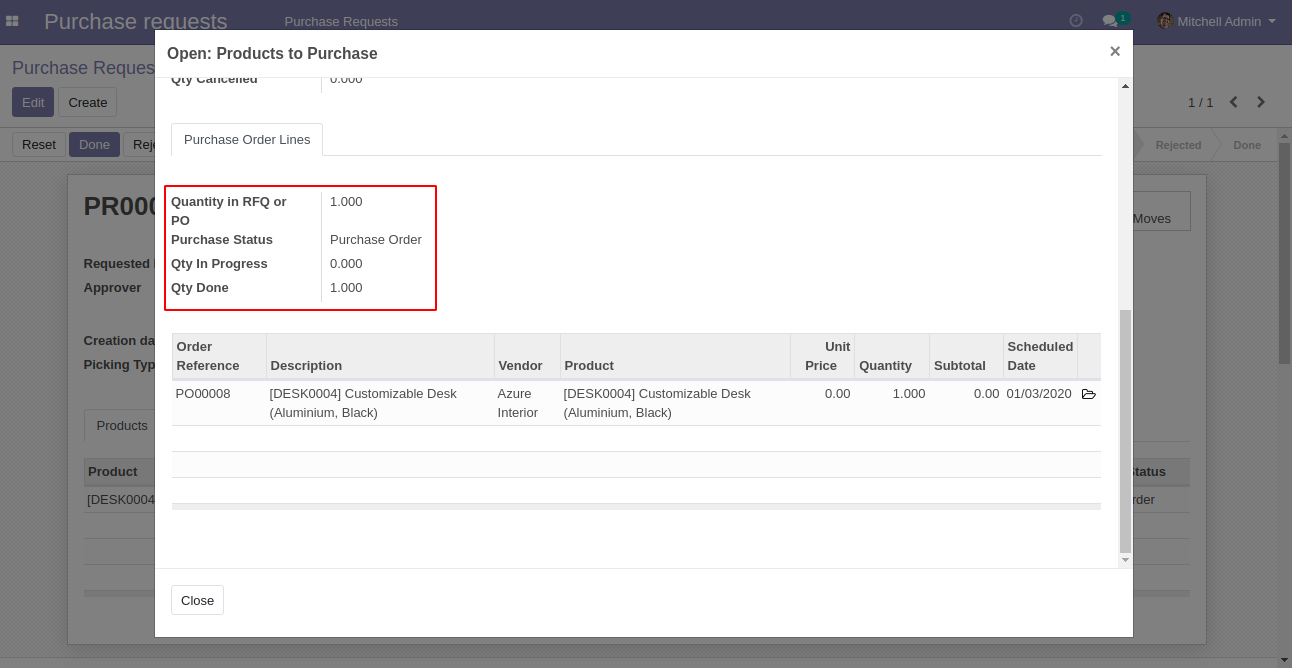 Purchase requests
Purchase Requests
1
Mitchell Admin
Open: Products to Purchase
×
Purchase Reques
Edit
Create
1 / 1
Reset
Done
Reje
Rejected
Done
Qty Cancelled
0.000
Purchase Order Lines
PR000
Moves
Quantity in RFQ or
PO
1.000
Purchase Status
Purchase Order
Qty In Progress
0.000
Qty Done
1.000
Requested
Approver
Creation da
Picking Typ
Order
Reference
Description
Vendor
Product
Unit
Price
Quantity
Subtotal
Scheduled
Date
PO00008
[DESK0004] Customizable Desk
(Aluminium, Black)
Azure
Interior
[DESK0004] Customizable Desk
(Aluminium, Black)
0.00
1.000
0.00
01/03/2020
Products
Product
Status
[DESK0004
rder
Close